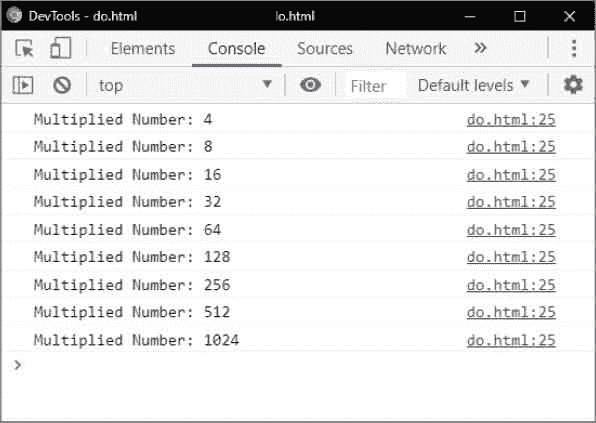 DevTools - do.html lo.html
Elements Console Sources Network »
top Filter Default levels
Multiplied Number: 4 do.html:25
Multiplied Number: 8 do.html:25
Multiplied Number: 16 do.html:25
Multiplied Number: 32 do.html:25
Multiplied Number: 64 do.html:25
Multiplied Number: 128 do.html:25
Multiplied Number: 256 do.html:25
Multiplied Number: 512 do.html:25
Multiplied Number: 1024 do.html:25
>